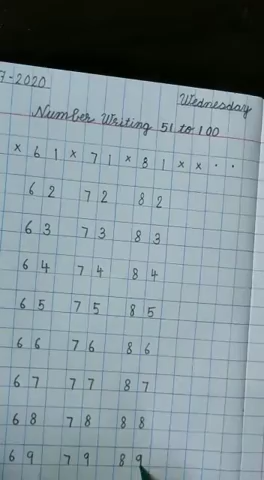 7-2020
Wednesday
Number Writing 51 to 100
× 6 1 × 7 1 × 8 1 × × · ·
6 2 7 2 8 2
6 3 7 3 8 3
6 4 7 4 8 4
6 5 7 5 8 5
6 6 7 6 8 6
6 7 7 7 8 7
6 8 7 8 8 8
6 9 7 9 8 9